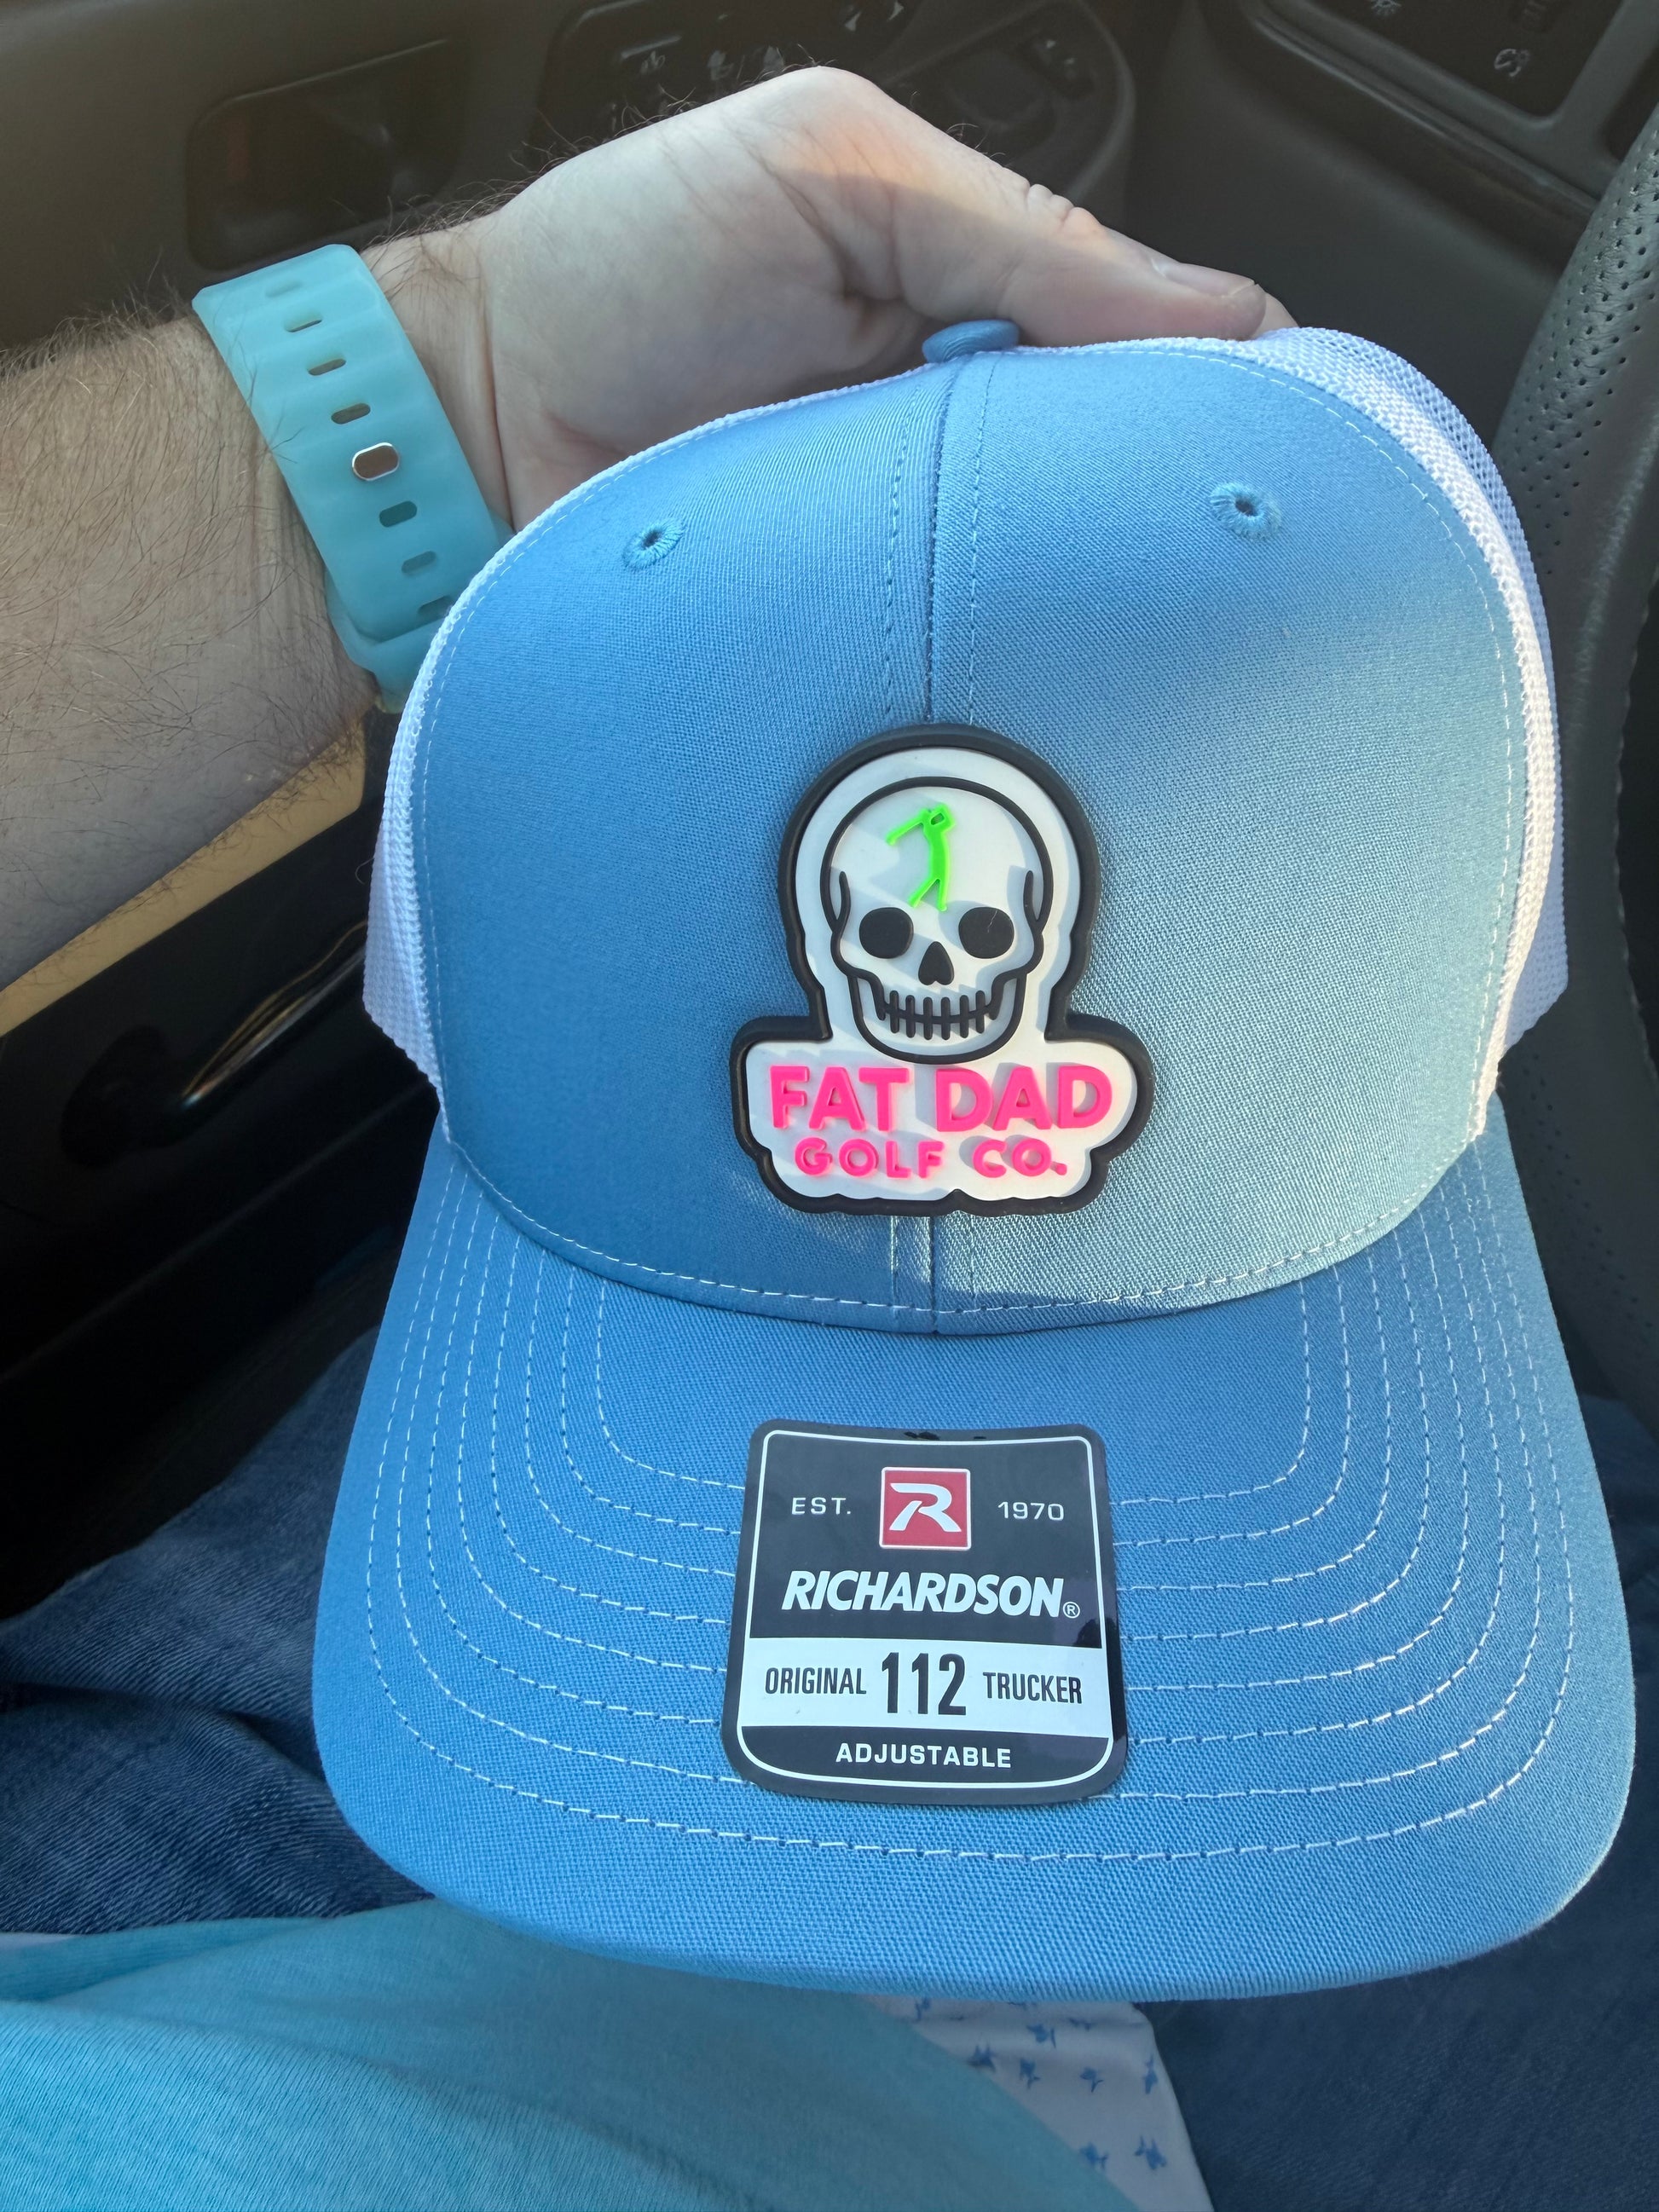 FAT DAD
GOLF CO.
EST. R 1970
RICHARDSON®
ORIGINAL 112 TRUCKER
ADJUSTABLE